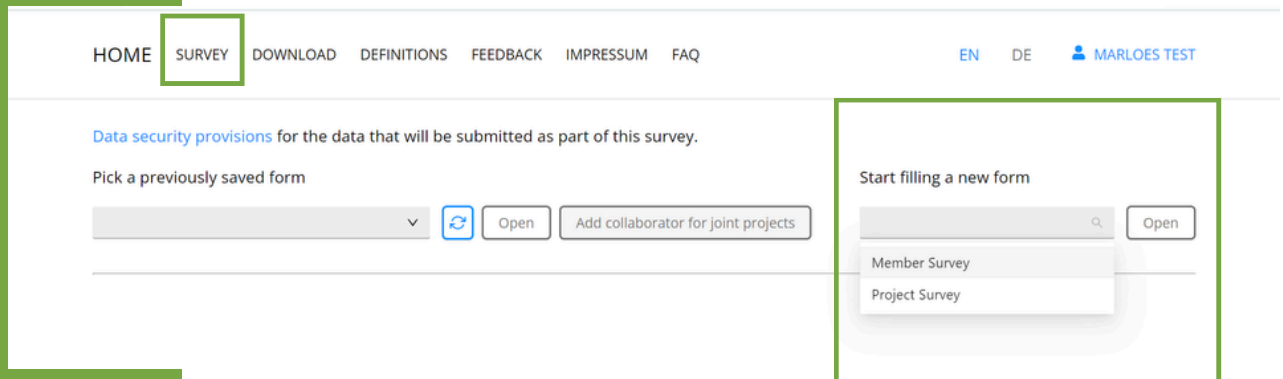 HOME SURVEY DOWNLOAD DEFINITIONS FEEDBACK IMPRESSUM FAQ EN DE MARLOES TEST
Data security provisions for the data that will be submitted as part of this survey.
Pick a previously saved form
Open Add collaborator for joint projects
Start filling a new form
Open
Member Survey
Project Survey